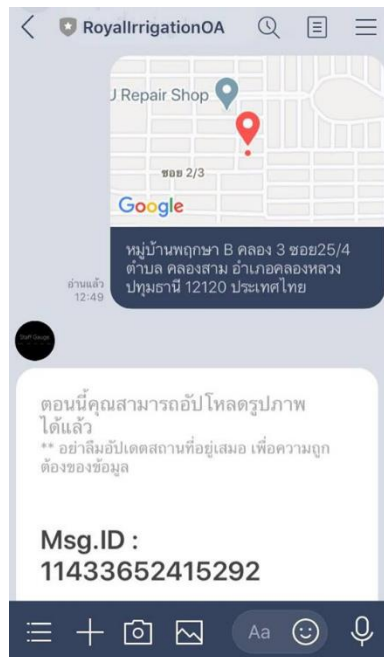 RoyalIrrigationOA
U Repair Shop
ซอย 2/3
Google
หมู่บ้านพฤกษา B คลอง 3 ซอย25/4
ตำบล คลองสาม อำเภอคลองหลวง
ปทุมธานี 12120 ประเทศไทย
อ่านแล้ว
12:49
Staff Gauge
ตอนนี้คุณสามารถอัปโหลดรูปภาพ
ได้แล้ว
** อย่าลืมอัปเดตสถานที่อยู่เสมอ เพื่อความถูก
ต้องของข้อมูล
Msg.ID :
11433652415292
Aa